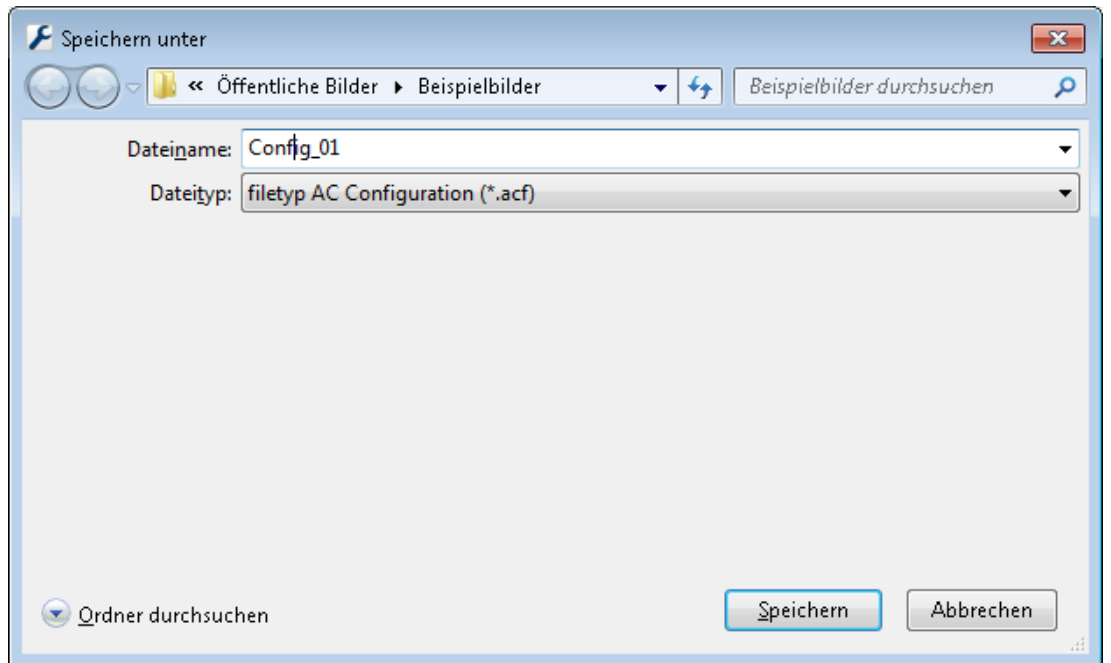 Speichern unter
« Öffentliche Bilder ▸ Beispielbilder
Beispielbilder durchsuchen
Dateiname: Config_01
Dateityp: filetyp AC Configuration (*.acf)
Ordner durchsuchen
Speichern
Abbrechen